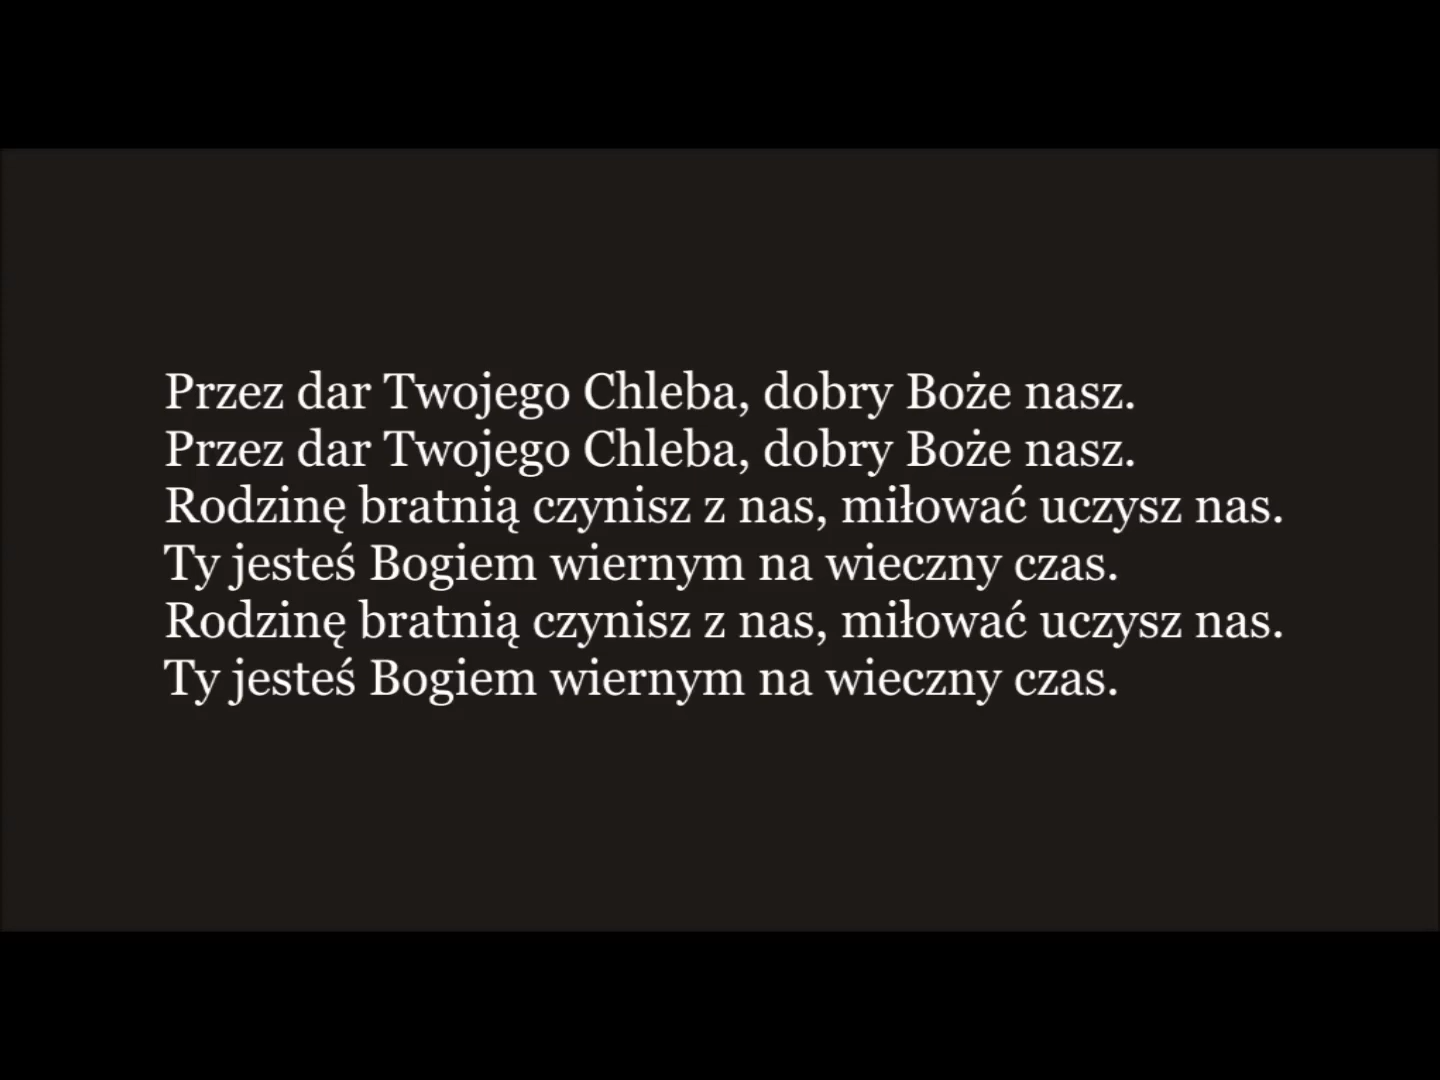 Przez dar Twojego Chleba, dobry Boże nasz.
Przez dar Twojego Chleba, dobry Boże nasz.
Rodzinę bratnią czynisz z nas, miłować uczysz nas.
Ty jesteś Bogiem wiernym na wieczny czas.
Rodzinę bratnią czynisz z nas, miłować uczysz nas.
Ty jesteś Bogiem wiernym na wieczny czas.